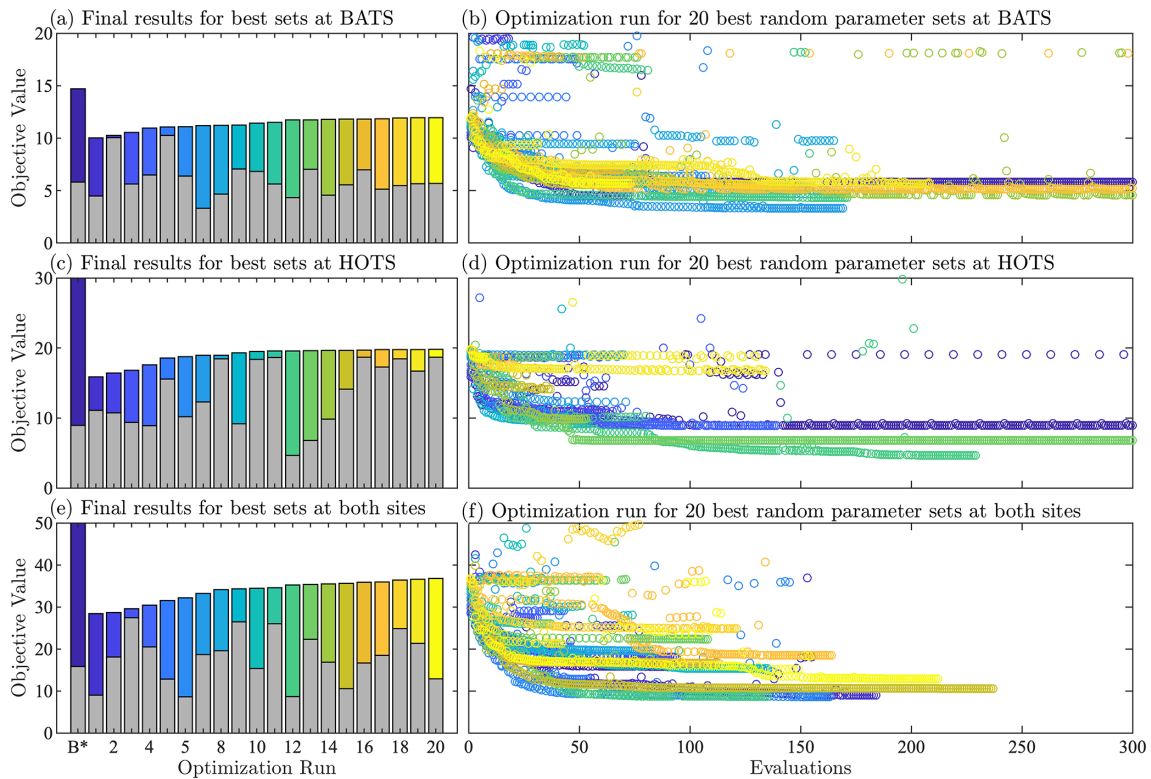 (a) Final results for best sets at BATS
(b) Optimization run for 20 best random parameter sets at BATS
Objective Value
20
15
10
5
0
(c) Final results for best sets at HOTS
(d) Optimization run for 20 best random parameter sets at HOTS
Objective Value
30
20
10
0
(e) Final results for best sets at both sites
(f) Optimization run for 20 best random parameter sets at both sites
Objective Value
50
40
30
20
10
0
B* 2 4 5 8 10 12 14 16 18 20
Optimization Run
0 50 100 150 200 250 300
Evaluations